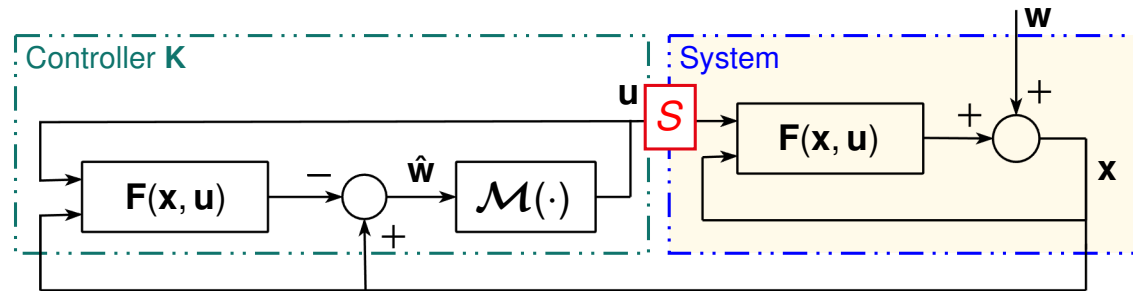 Controller K
System
w
u
S
F(x, u)
+
+
x
F(x, u)
−
ŵ
M(·)
+